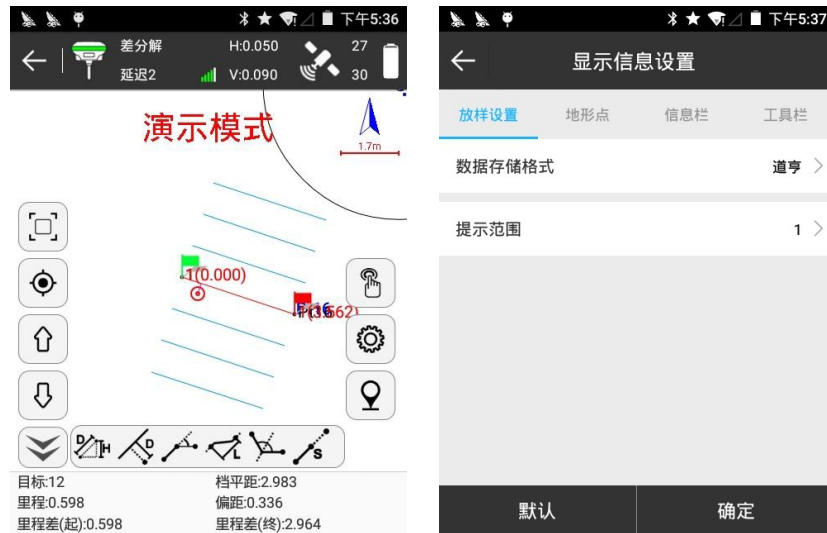 下午5:36
差分解
H:0.050
27
延迟2
V:0.090
30
演示模式
1.7m
1(0.000)
D
H
D
L
S
目标:12
档平距:2.983
里程:0.598
偏距:0.336
里程差(起):0.598
里程差(终):2.964
下午5:37
显示信息设置
放样设置
地形点
信息栏
工具栏
数据存储格式
道亨
提示范围
1
默认
确定